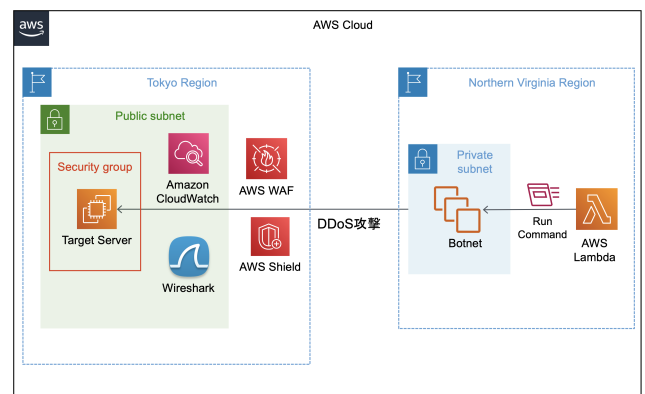 aws
AWS Cloud
Tokyo Region
Northern Virginia Region
Public subnet
Private
subnet
Security group
Amazon
CloudWatch
AWS WAF
Target Server
DDoS攻撃
Botnet
Run
Command
AWS
Lambda
AWS Shield
Wireshark